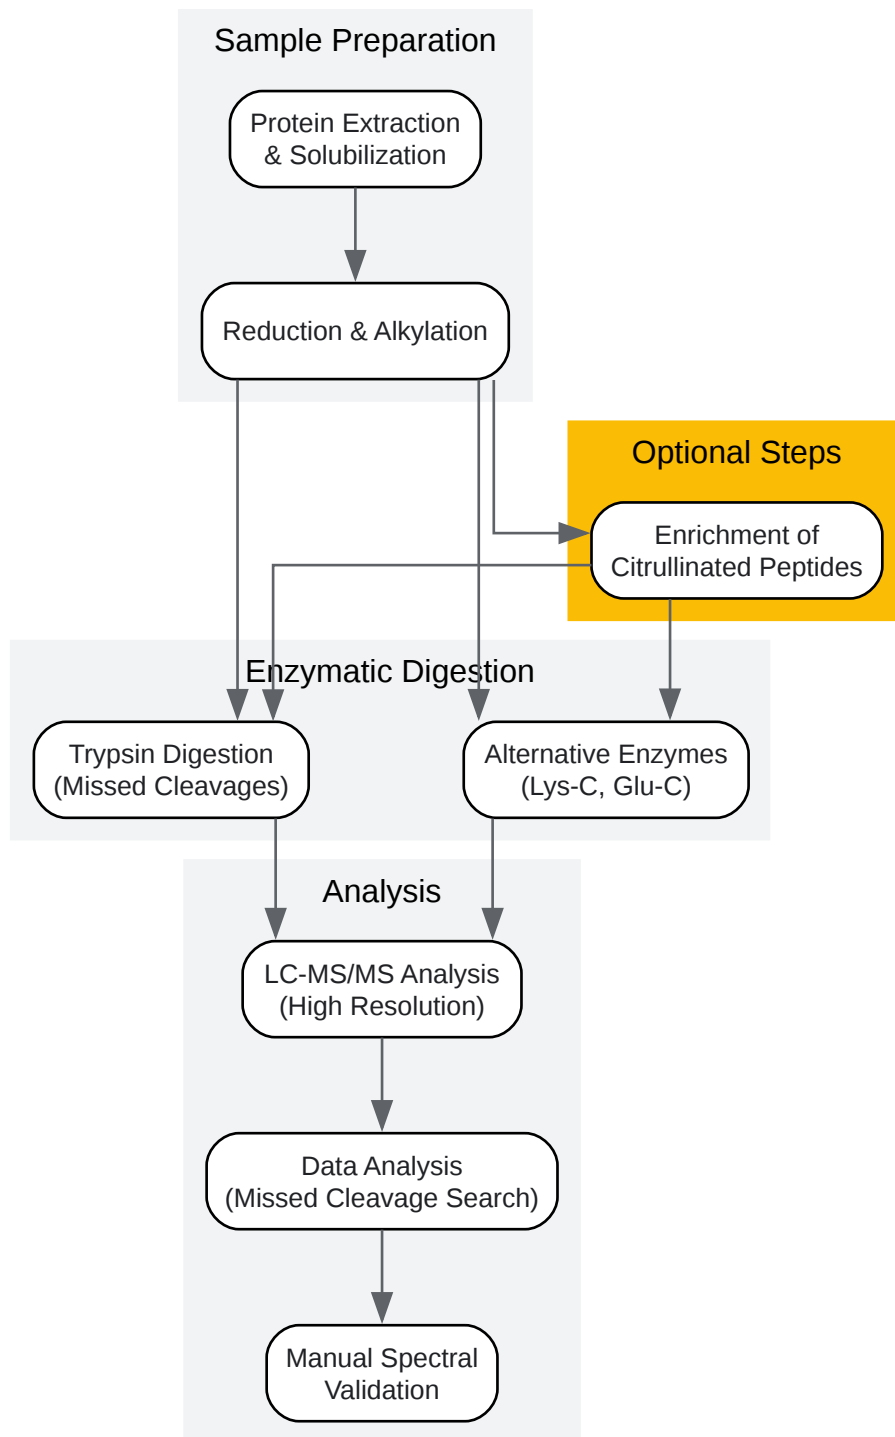 Sample Preparation
Protein Extraction
& Solubilization
Reduction & Alkylation
Optional Steps
Enrichment of
Citrullinated Peptides
Enzymatic Digestion
Trypsin Digestion
(Missed Cleavages)
Alternative Enzymes
(Lys-C, Glu-C)
Analysis
LC-MS/MS Analysis
(High Resolution)
Data Analysis
(Missed Cleavage Search)
Manual Spectral
Validation